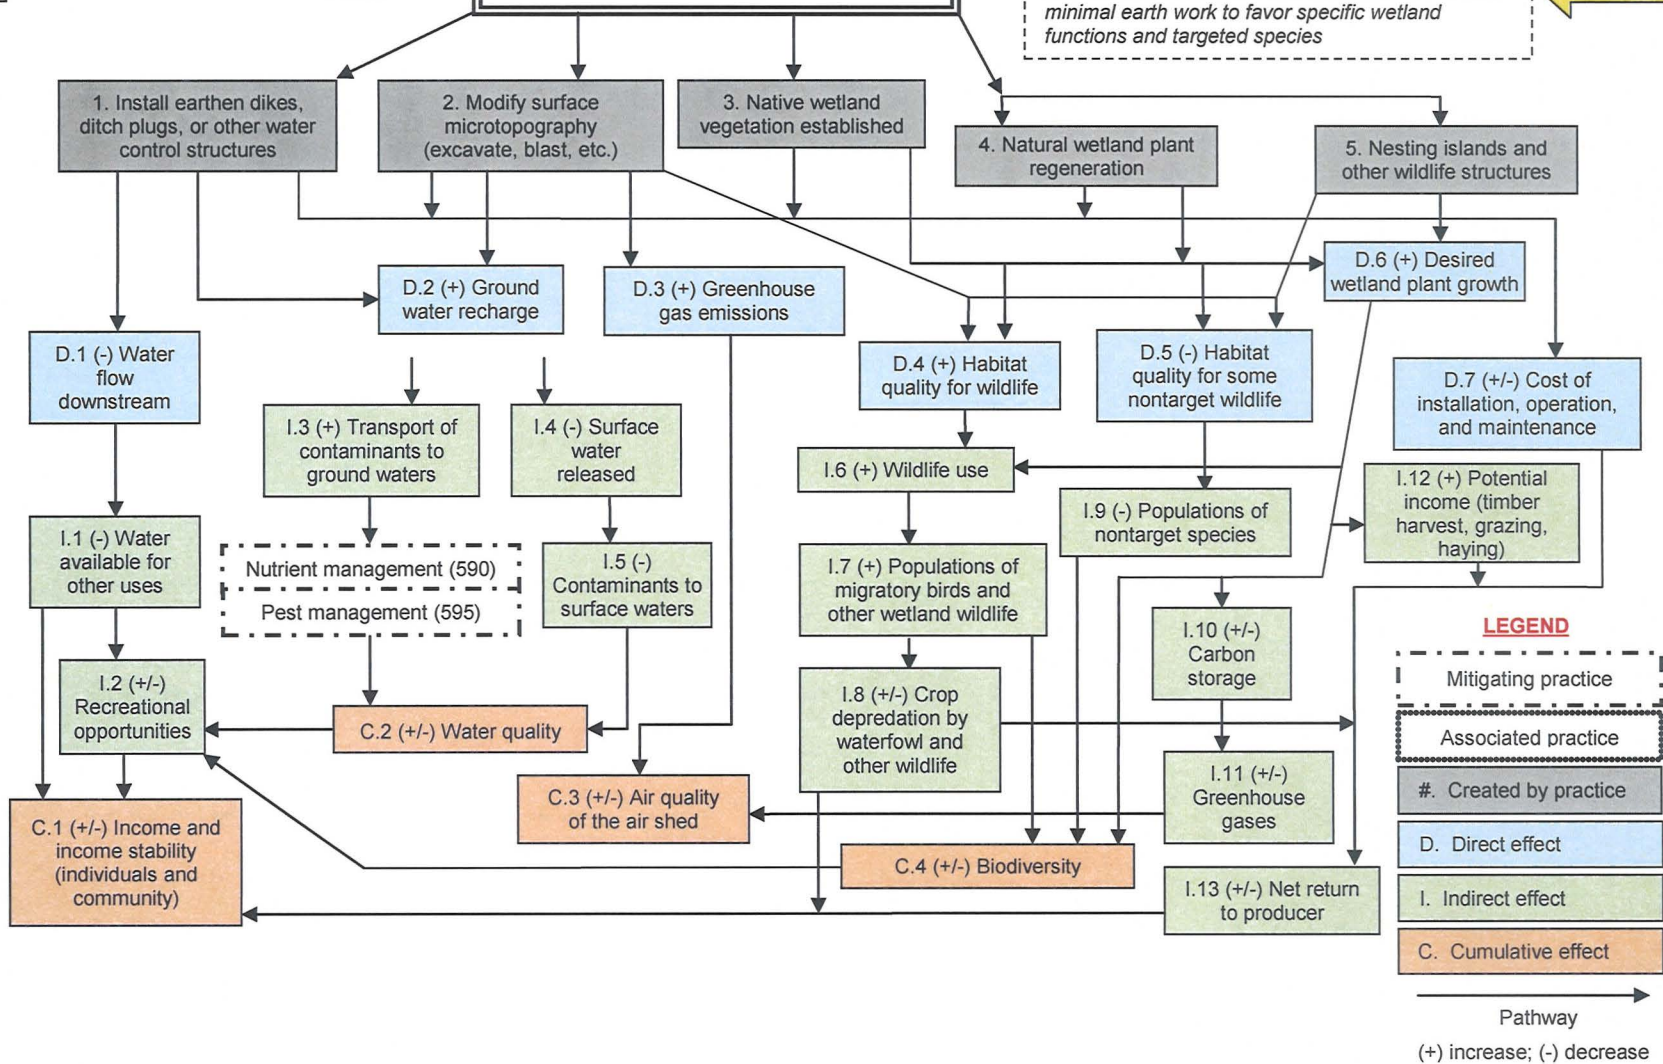 minimal earth work to favor specific wetland
functions and targeted species
1. Install earthen dikes,
ditch plugs, or other water
control structures
2. Modify surface
microtopography
(excavate, blast, etc.)
3. Native wetland
vegetation established
4. Natural wetland plant
regeneration
5. Nesting islands and
other wildlife structures
D.1 (-) Water
flow
downstream
D.2 (+) Ground
water recharge
D.3 (+) Greenhouse
gas emissions
D.4 (+) Habitat
quality for wildlife
D.5 (-) Habitat
quality for some
nontarget wildlife
D.6 (+) Desired
wetland plant growth
D.7 (+/-) Cost of
installation, operation,
and maintenance
I.3 (+) Transport of
contaminants to
ground waters
I.4 (-) Surface
water
released
I.6 (+) Wildlife use
I.12 (+) Potential
income (timber
harvest, grazing,
haying)
I.1 (-) Water
available for
other uses
Nutrient management (590)
Pest management (595)
I.5 (-)
Contaminants to
surface waters
I.7 (+) Populations of
migratory birds and
other wetland wildlife
I.9 (-) Populations of
nontarget species
I.10 (+/-)
Carbon
storage
I.2 (+/-)
Recreational
opportunities
C.2 (+/-) Water quality
I.8 (+/-) Crop
depredation by
waterfowl and
other wildlife
I.11 (+/-)
Greenhouse
gases
C.1 (+/-) Income and
income stability
(individuals and
community)
C.3 (+/-) Air quality
of the air shed
C.4 (+/-) Biodiversity
I.13 (+/-) Net return
to producer
LEGEND
Mitigating practice
Associated practice
#. Created by practice
D. Direct effect
I. Indirect effect
C. Cumulative effect
Pathway
(+) increase; (-) decrease